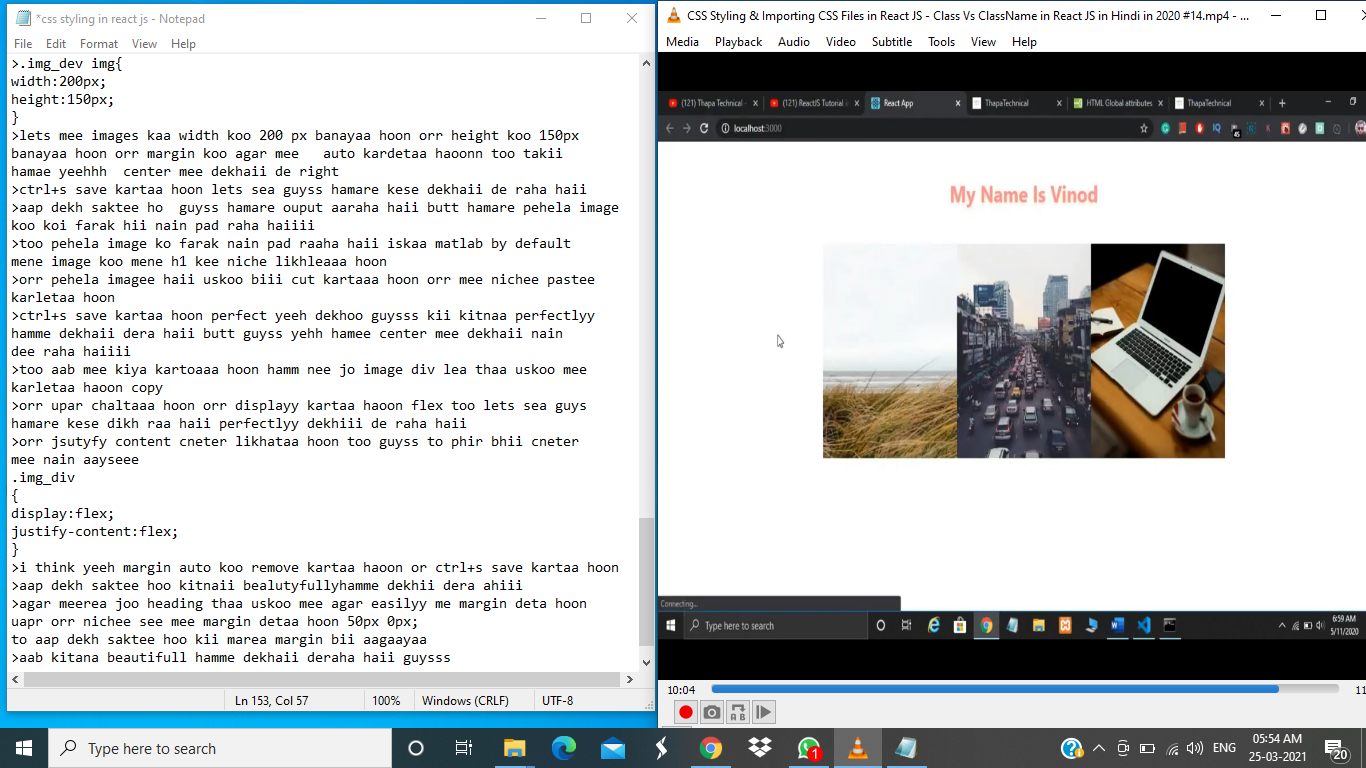 *css styling in react js - Notepad
File Edit Format View Help
>.img_dev img{
width:200px;
height:150px;
}
>lets mee images kaa width koo 200 px banayaa hoon orr height koo 150px
banayaa hoon orr margin koo agar mee   auto kardetaa haoonn too takii
hamae yeehhh  center mee dekhaii de right
>ctrl+s save kartaa hoon lets sea guyss hamare kese dekhaii de raha haii
>aap dekh saktee ho  guyss hamare ouput aaraha haii butt hamare pehela image
koo koi farak hii nain pad raha haiiii
>too pehela image ko farak nain pad raaha haii iskaa matlab by default
mene image koo mene h1 kee niche likhleaaa hoon
>orr pehela imagee haii uskoo biii cut kartaaa hoon orr mee nichee pastee
karletaa hoon
>ctrl+s save kartaa hoon perfect yeeh dekhoo guysss kii kitnaa perfectlyy
hamme dekhaii dera haii butt guyss yehh hamee center mee dekhaii nain
dee raha haiiii
>too aab mee kiya kartoaaa hoon hamm nee jo image div lea thaa uskoo mee
karletaa haoon copy
>orr upar chaltaaa hoon orr displayy kartaa haoon flex too lets sea guys
hamare kese dikh raa haii perfectlyy dekhiii de raha haii
>orr jsutyfy content cneter likhataa hoon too guyss to phir bhii cneter
mee nain aayseee
.img_div
{
display:flex;
justify-content:flex;
}
>i think yeeh margin auto koo remove kartaa haoon or ctrl+s save kartaa hoon
>aap dekh saktee hoo kitnaii bealutyfullyhamme dekhii dera ahiii
>agar meerea joo heading thaa uskoo mee agar easilyy me margin deta hoon
uapr orr nichee see mee margin detaa hoon 50px 0px;
to aap dekh saktee hoo kii marea margin bii aagaayaa
>aab kitana beautifull hamme dekhaii deraha haii guysss
Ln 153, Col 57 100% Windows (CRLF) UTF-8
CSS Styling & Importing CSS Files in React JS - Class Vs ClassName in React JS in Hindi in 2020 #14.mp4 - ...
Media Playback Audio Video Subtitle Tools View Help
(121) Thapa Technical - (121) ReactJS Tutorial React App ThapaTechnical HTML Global attributes ThapaTechnical
localhost:3000
45
My Name Is Vinod
Connecting...
Type here to search
6:59 AM
5/11/2020
10:04 11
A B
Type here to search
1
ENG
05:54 AM
25-03-2021
20